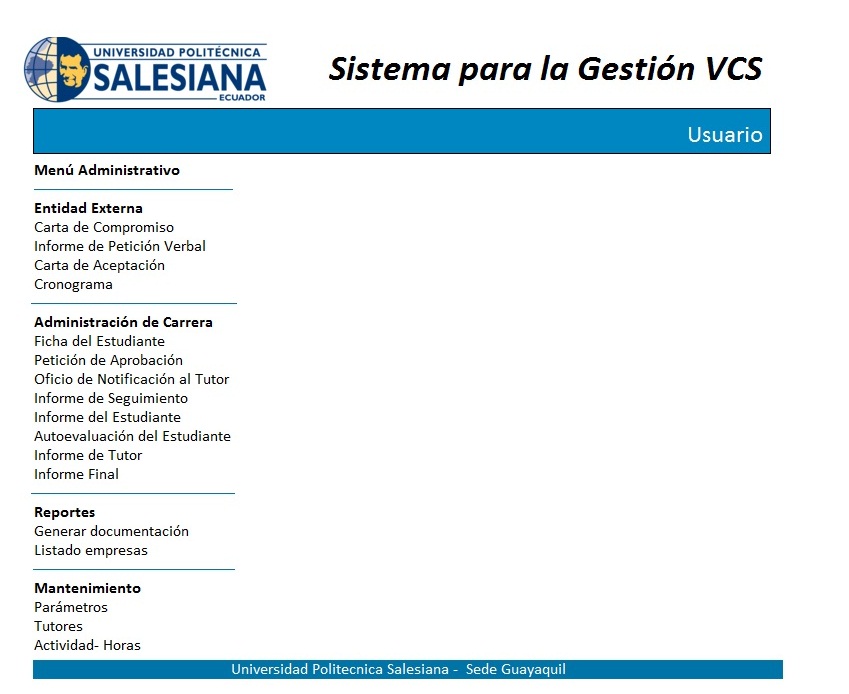 UNIVERSIDAD POLITÉCNICA
SALESIANA
ECUADOR
Sistema para la Gestión VCS
Usuario
Menú Administrativo
Entidad Externa
Carta de Compromiso
Informe de Petición Verbal
Carta de Aceptación
Cronograma
Administración de Carrera
Ficha del Estudiante
Petición de Aprobación
Oficio de Notificación al Tutor
Informe de Seguimiento
Informe del Estudiante
Autoevaluación del Estudiante
Informe de Tutor
Informe Final
Reportes
Generar documentación
Listado empresas
Mantenimiento
Parámetros
Tutores
Actividad- Horas
Universidad Politecnica Salesiana - Sede Guayaquil